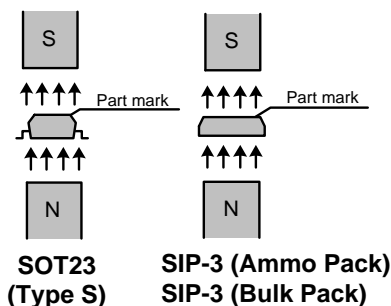 S
S
Part mark
Part mark
N
N
SOT23
(Type S)
SIP-3 (Ammo Pack)
SIP-3 (Bulk Pack)